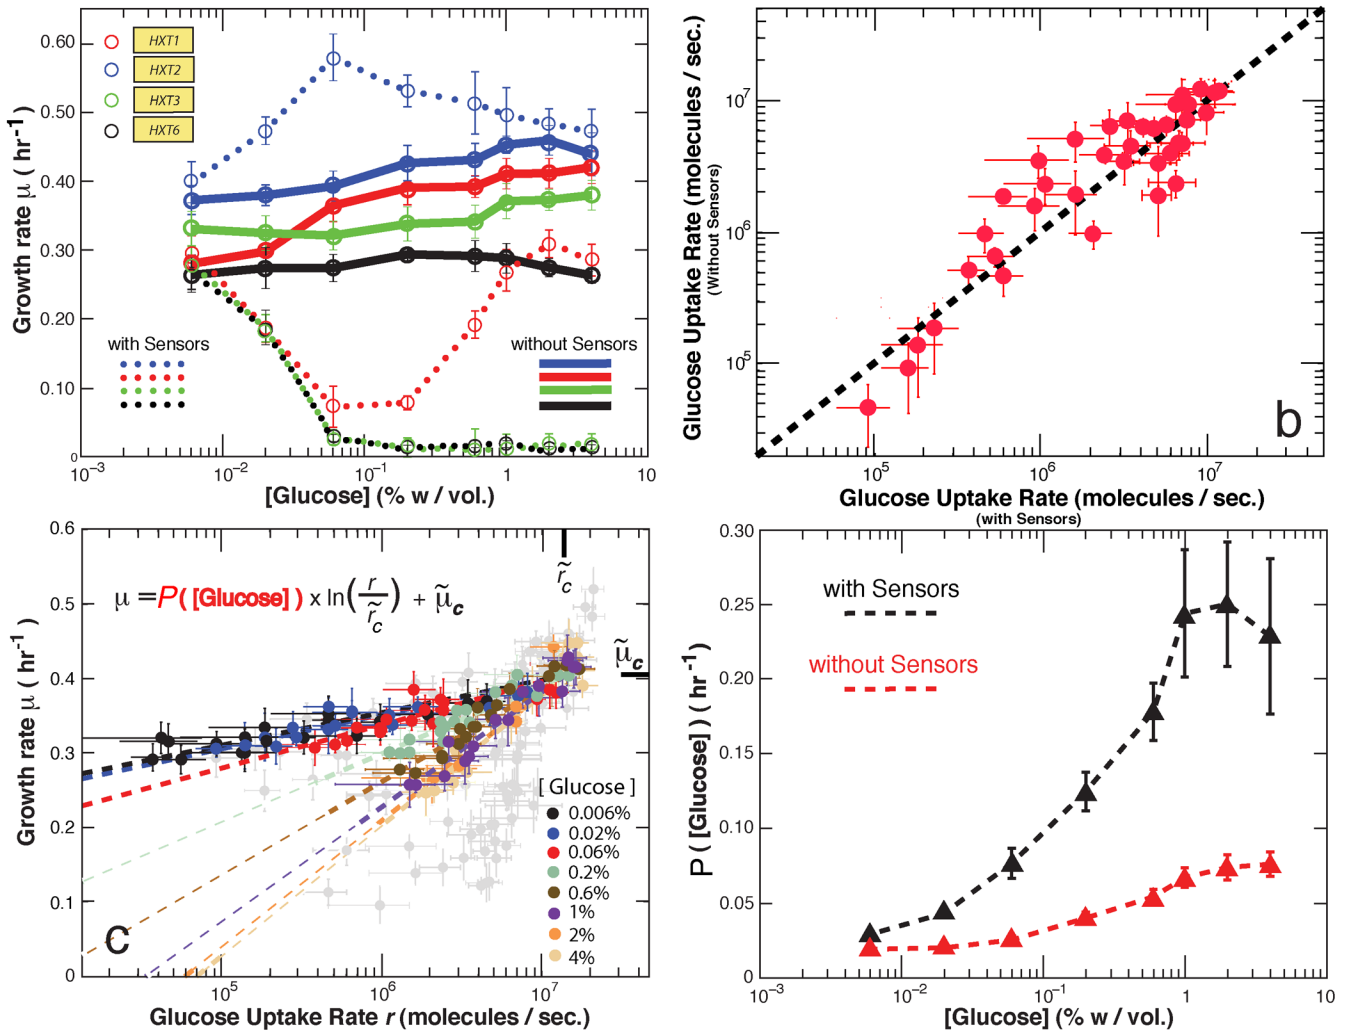 0.60
0.50
0.40
0.30
0.20
0.10
0
Growth rate μ ( hr⁻¹)
HXT1
HXT2
HXT3
HXT6
with Sensors
without Sensors
10⁻³
10⁻²
10⁻¹
1
10
[Glucose] (% w / vol.)
Glucose Uptake Rate (molecules / sec.)
(Without Sensors)
10⁷
10⁶
10⁵
b
10⁵
10⁶
10⁷
Glucose Uptake Rate (molecules / sec.)
(with Sensors)
0.6
0.5
0.4
0.3
0.2
0.1
0
Growth rate μ ( hr⁻¹)
μ = P( [Glucose] ) x ln(r/r̃c) + μ̃c
r̃c
μ̃c
[ Glucose ]
0.006%
0.02%
0.06%
0.2%
0.6%
1%
2%
4%
c
10⁵
10⁶
10⁷
Glucose Uptake Rate r (molecules / sec.)
0.30
0.25
0.20
0.15
0.10
0.05
0
P( [Glucose] ) ( hr⁻¹)
with Sensors
without Sensors
10⁻³
10⁻²
10⁻¹
1
10
[Glucose] (% w / vol.)